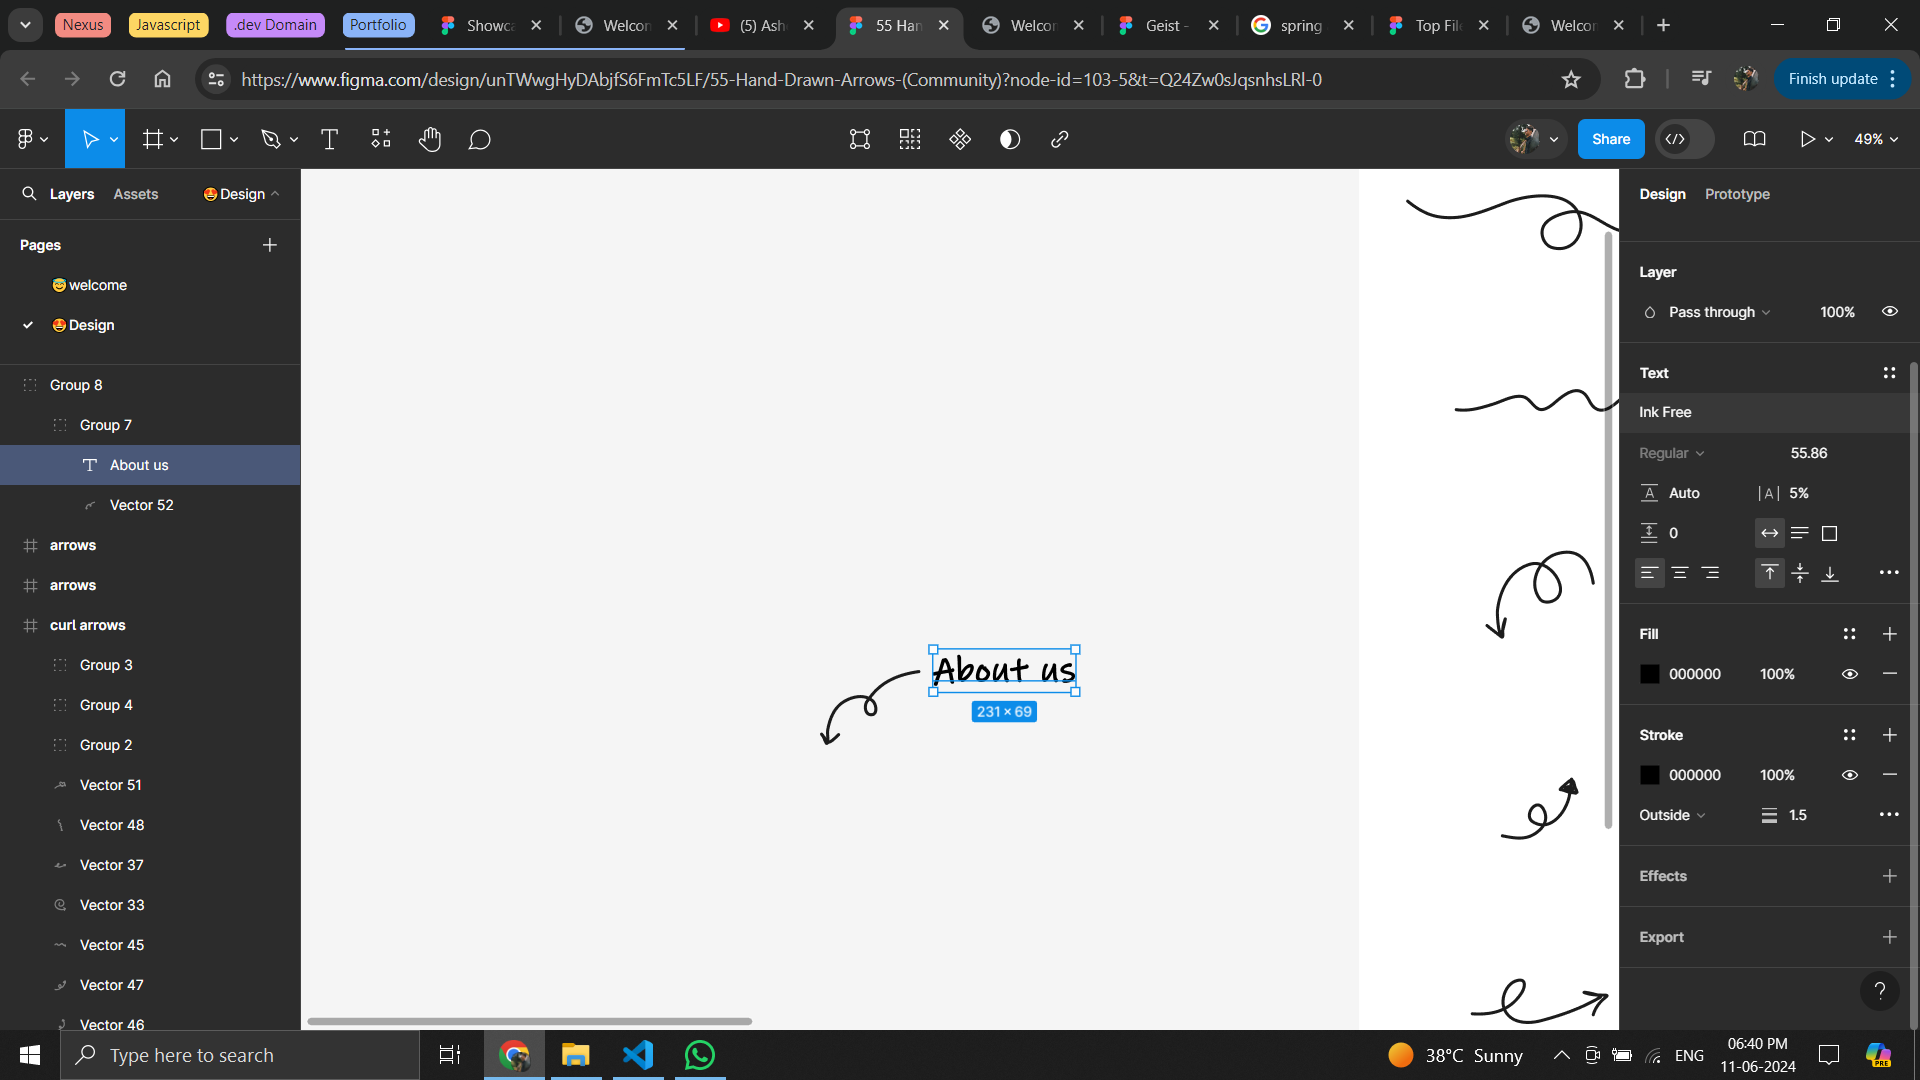 Nexus
Javascript
.dev Domain
Portfolio
Showca
Welcon
(5) Ash
55 Han
Welcon
Geist -
spring
Top File
Welcon
https://www.figma.com/design/unTWwgHyDAbjfS6FmTc5LF/55-Hand-Drawn-Arrows-(Community)?node-id=103-5&t=Q24Zw0sJqsnhsLRl-0
Finish update
Share
49%
Layers
Assets
😍Design
Pages
😇welcome
😍Design
Group 8
Group 7
About us
Vector 52
arrows
arrows
curl arrows
Group 3
Group 4
Group 2
Vector 51
Vector 48
Vector 37
Vector 33
Vector 45
Vector 47
Vector 46
About us
231 × 69
Design
Prototype
Layer
Pass through
100%
Text
Ink Free
Regular
55.86
Auto
5%
0
Fill
000000
100%
Stroke
000000
100%
Outside
1.5
Effects
Export
?
Type here to search
38°C Sunny
ENG
06:40 PM
11-06-2024
PRE